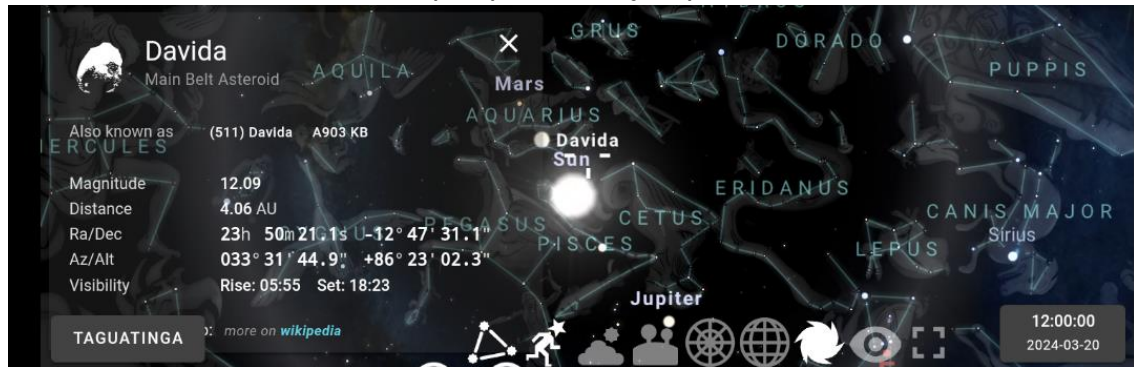 Davida
Main Belt Asteroid
Also known as (511) Davida A903 KB
Magnitude 12.09
Distance 4.06 AU
Ra/Dec 23h 50m 21.1s -12° 47' 31.1"
Az/Alt 033° 31' 44.9" +86° 23' 02.3"
Visibility Rise: 05:55 Set: 18:23
more on wikipedia
TAGUATINGA
GRUS
DORADO
PUPPIS
AQUILA
Mars
AQUARIUS
Davida
Sun
ERIDANUS
PEGASUS
CETUS
PISCES
CANIS MAJOR
Sirius
LEPUS
Jupiter
12:00:00
2024-03-20